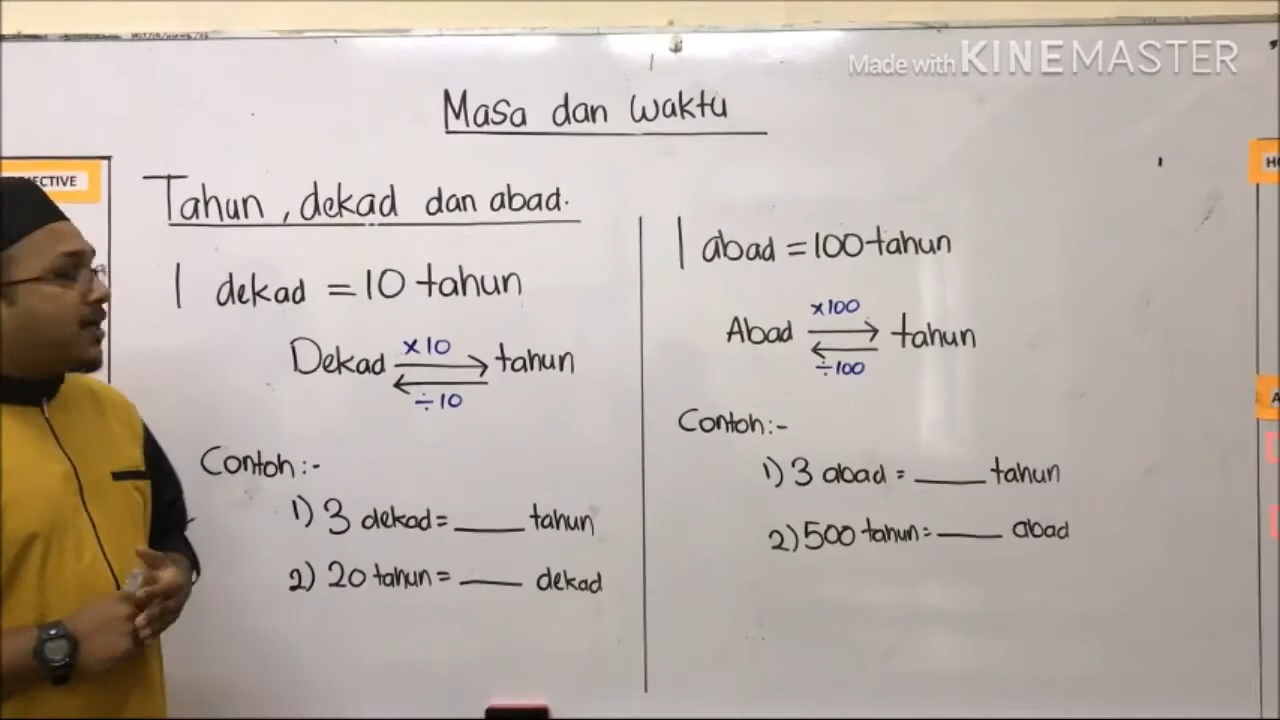 Made with KINEMASTER
Masa dan waktu
Tahun, dekad dan abad.
1 dekad = 10 tahun
Dekad ×10 ÷10 tahun
Contoh:-
1) 3 dekad = ____ tahun
2) 20 tahun = ____ dekad
1 abad = 100 tahun
Abad ×100 ÷100 tahun
Contoh:-
1) 3 abad = ____ tahun
2) 500 tahun = ____ abad